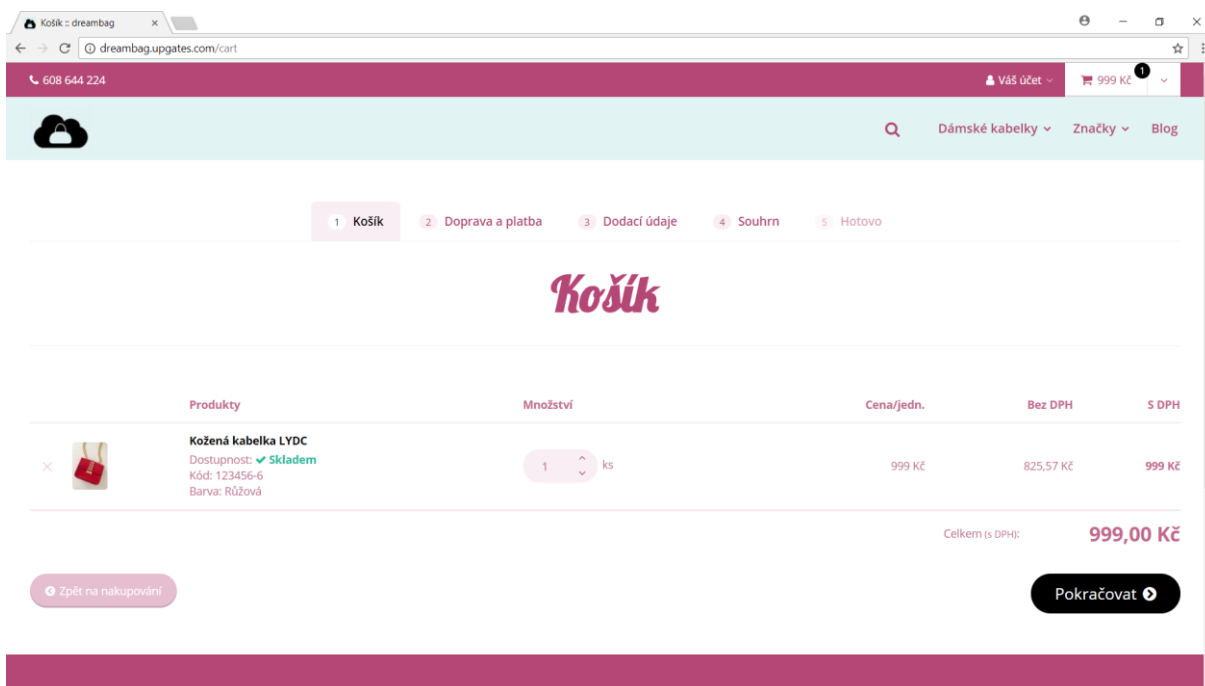 Košík :: dreambag
dreambag.upgates.com/cart
608 644 224
Váš účet
999 Kč
1
Dámské kabelky
Značky
Blog
1 Košík
2 Doprava a platba
3 Dodací údaje
4 Souhrn
5 Hotovo
Košík
Produkty Množství Cena/jedn. Bez DPH S DPH
Kožená kabelka LYDC
Dostupnost: Skladem
Kód: 123456-6
Barva: Růžová
1 ks
999 Kč 825,57 Kč 999 Kč
Celkem (s DPH): 999,00 Kč
Zpět na nakupování
Pokračovat